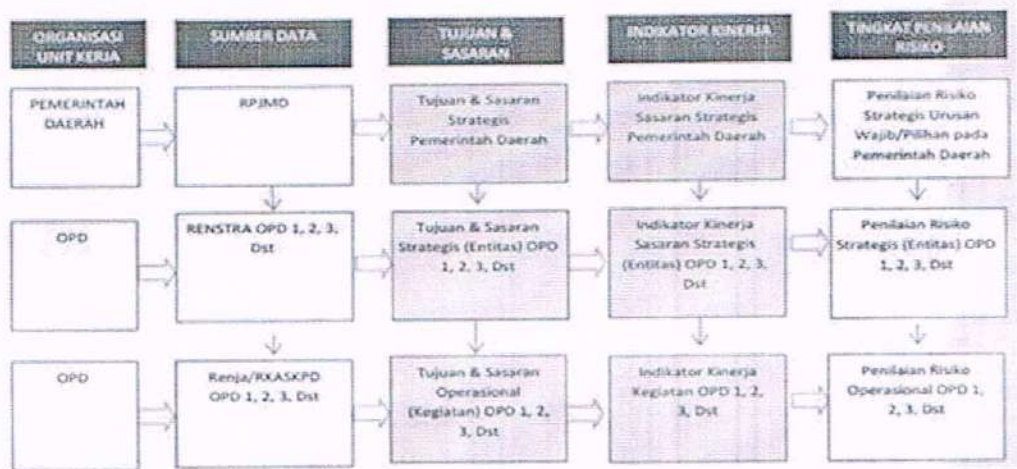 ORGANISASI
UNIT KERJA
SUMBER DATA
TUJUAN &
SASARAN
INDIKATOR KINERJA
TINGKAT PENILAIAN
RISIKO
PEMERINTAH
DAERAH
RPJMD
Tujuan & Sasaran
Strategis
Pemerintah Daerah
Indikator Kinerja
Sasaran Strategis
Pemerintah Daerah
Penilaian Risiko
Strategis Urusan
Wajib/Pilihan pada
Pemerintah Daerah
OPD
RENSTRA OPD 1, 2, 3,
Dst
Tujuan & Sasaran
Strategis (Entitas) OPD
1, 2, 3, Dst
Indikator Kinerja
Sasaran Strategis
(Entitas) OPD 1, 2, 3,
Dst
Penilaian Risiko
Strategis (Entitas) OPD
1, 2, 3, Dst
OPD
Renja/RKASKPD
OPD 1, 2, 3, Dst
Tujuan & Sasaran
Operasional
(Kegiatan) OPD 1, 2,
3, Dst
Indikator Kinerja
Kegiatan OPD 1, 2,
3, Dst
Penilaian Risiko
Operasional OPD 1,
2, 3, Dst